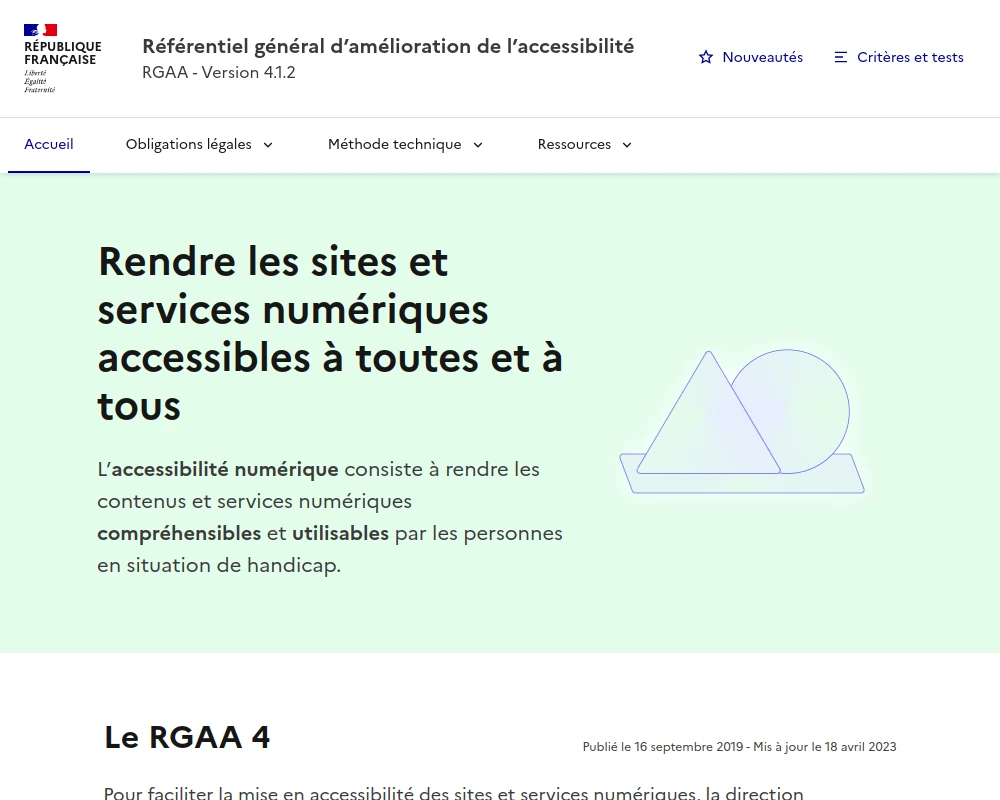 RÉPUBLIQUE
FRANÇAISE
Liberté
Égalité
Fraternité
Référentiel général d’amélioration de l’accessibilité
RGAA - Version 4.1.2
Nouveautés
Critères et tests
Accueil
Obligations légales
Méthode technique
Ressources
Rendre les sites et
services numériques
accessibles à toutes et à
tous
L’accessibilité numérique consiste à rendre les
contenus et services numériques
compréhensibles et utilisables par les personnes
en situation de handicap.
Le RGAA 4
Publié le 16 septembre 2019 - Mis à jour le 18 avril 2023
Pour faciliter la mise en accessibilité des sites et services numériques, la direction